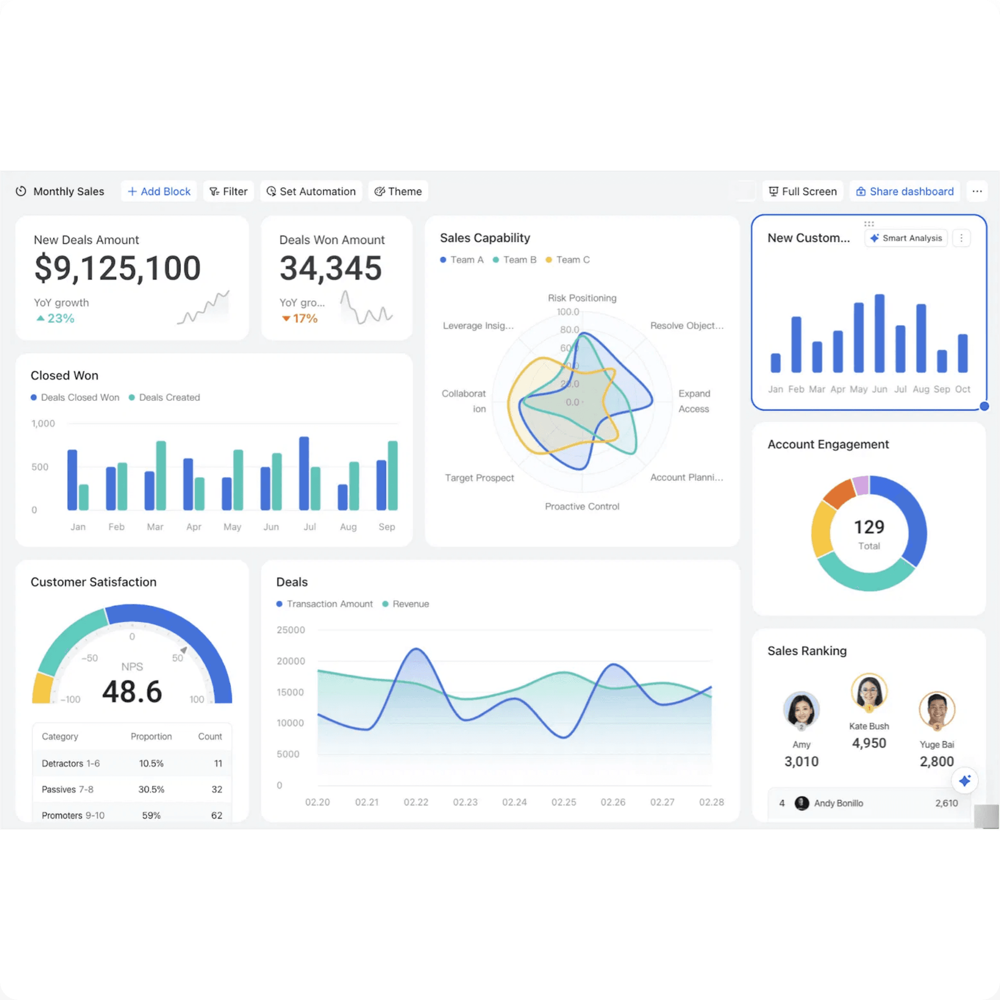 Monthly Sales
Add Block
Filter
Set Automation
Theme
Full Screen
Share dashboard
New Deals Amount
$9,125,100
YoY growth
23%
Deals Won Amount
34,345
YoY gro...
17%
Closed Won
Deals Closed Won
Deals Created
1,000
500
0
Jan Feb Mar Apr May Jun Jul Aug Sep
Sales Capability
Team A
Team B
Team C
Risk Positioning
100.0
80.0
60.0
40.0
20.0
0.0
Leverage Insig...
Resolve Object...
Collaborat
ion
Expand
Access
Target Prospect
Account Planni...
Proactive Control
New Custom...
Smart Analysis
Jan Feb Mar Apr May Jun Jul Aug Sep Oct
Account Engagement
129
Total
Customer Satisfaction
0
-50
50
NPS
48.6
-100
100
Category Proportion Count
Detractors 1-6 10.5% 11
Passives 7-8 30.5% 32
Promoters 9-10 59% 62
Deals
Transaction Amount
Revenue
25000
20000
15000
10000
5000
0
02.20 02.21 02.22 02.23 02.24 02.25 02.26 02.27 02.28
Sales Ranking
1
Kate Bush
4,950
2
Amy
3,010
3
Yuge Bai
2,800
4 Andy Bonillo 2,610